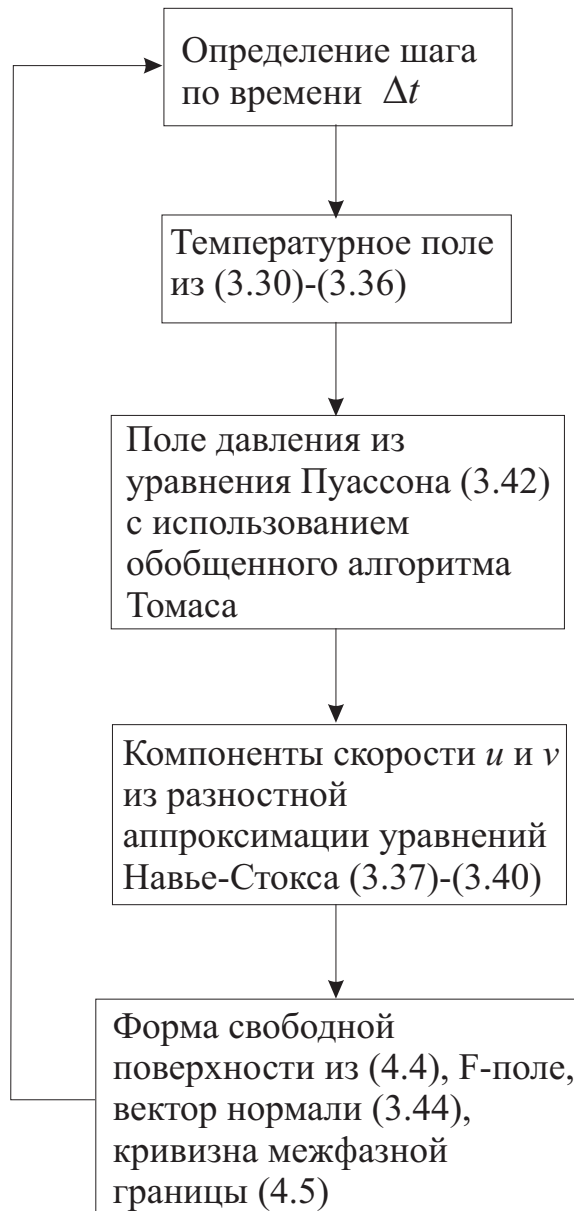 Определение шага
по времени Δt
Температурное поле
из (3.30)-(3.36)
Поле давления из
уравнения Пуассона (3.42)
с использованием
обобщенного алгоритма
Томаса
Компоненты скорости u и v
из разностной
аппроксимации уравнений
Навье-Стокса (3.37)-(3.40)
Форма свободной
поверхности из (4.4), F-поле,
вектор нормали (3.44),
кривизна межфазной
границы (4.5)